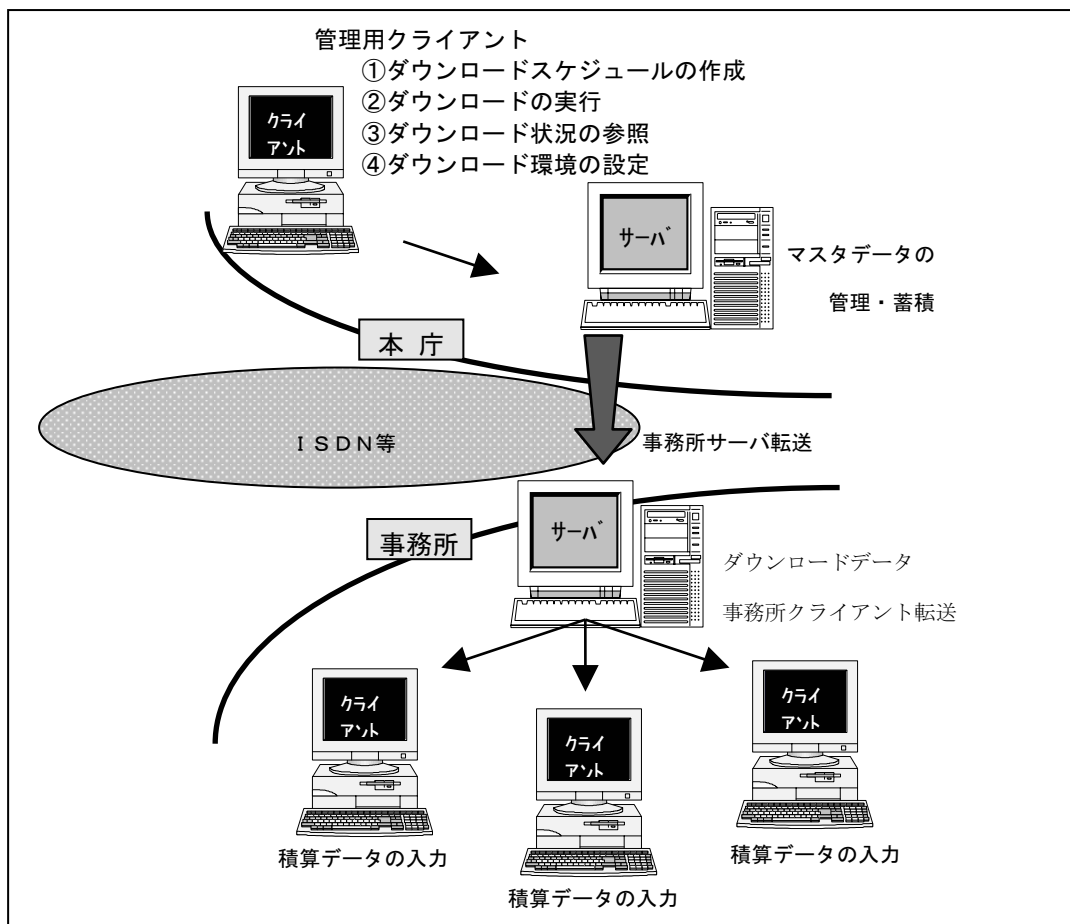 管理用クライアント
①ダウンロードスケジュールの作成
②ダウンロードの実行
③ダウンロード状況の参照
④ダウンロード環境の設定
ｸﾗｲ
ｱﾝﾄ
ｻｰﾊﾞ
マスタデータの
管理・蓄積
本 庁
ＩＳＤＮ等
事務所サーバ転送
事務所
ｻｰﾊﾞ
ダウンロードデータ
事務所クライアント転送
ｸﾗｲ
ｱﾝﾄ
積算データの入力
ｸﾗｲ
ｱﾝﾄ
積算データの入力
ｸﾗｲ
ｱﾝﾄ
積算データの入力